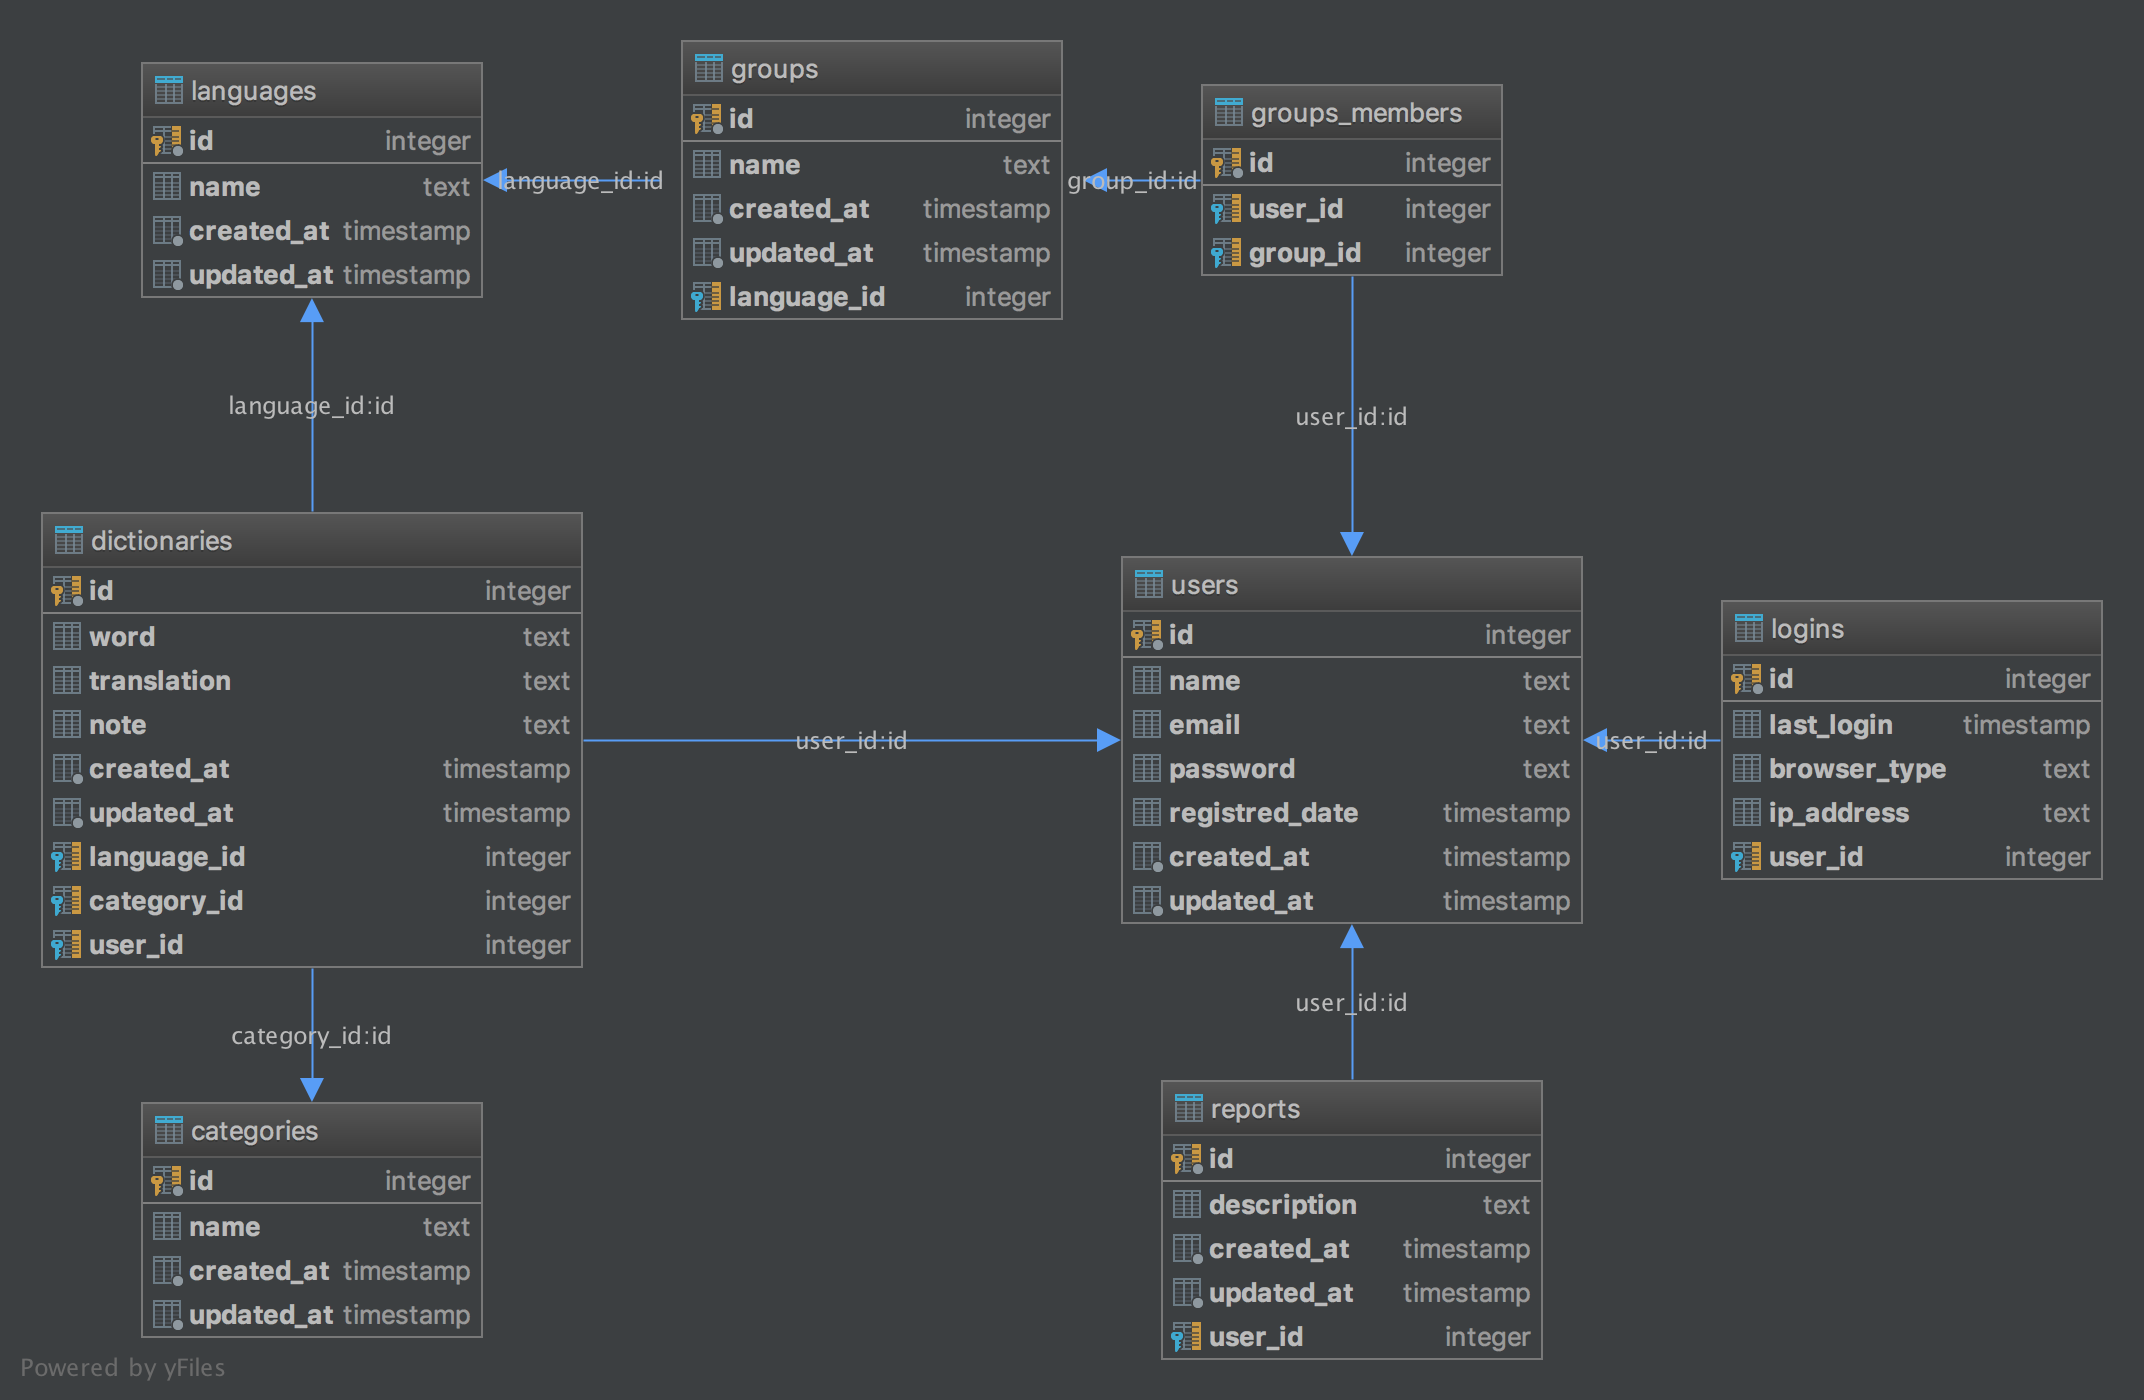 languages
id integer
name text
created_at timestamp
updated_at timestamp
language_id:id
groups
id integer
name text
created_at timestamp
updated_at timestamp
language_id integer
group_id:id
groups_members
id integer
user_id integer
group_id integer
language_id:id
user_id:id
dictionaries
id integer
word text
translation text
note text
created_at timestamp
updated_at timestamp
language_id integer
category_id integer
user_id integer
user_id:id
users
id integer
name text
email text
password text
registred_date timestamp
created_at timestamp
updated_at timestamp
user_id:id
logins
id integer
last_login timestamp
browser_type text
ip_address text
user_id integer
category_id:id
user_id:id
categories
id integer
name text
created_at timestamp
updated_at timestamp
reports
id integer
description text
created_at timestamp
updated_at timestamp
user_id integer
Powered by yFiles